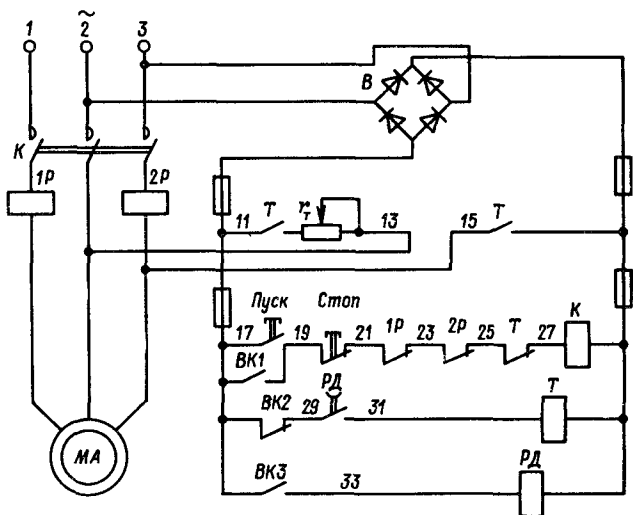 1 ~ 2 3
В
К
1Р 2Р
11 Т rт 13 15 Т
Пуск Стоп
17 19 21 1Р 23 2Р 25 Т 27 К
ВК1
ВК2 29 РД 31 Т
ВК3 33 РД
МА